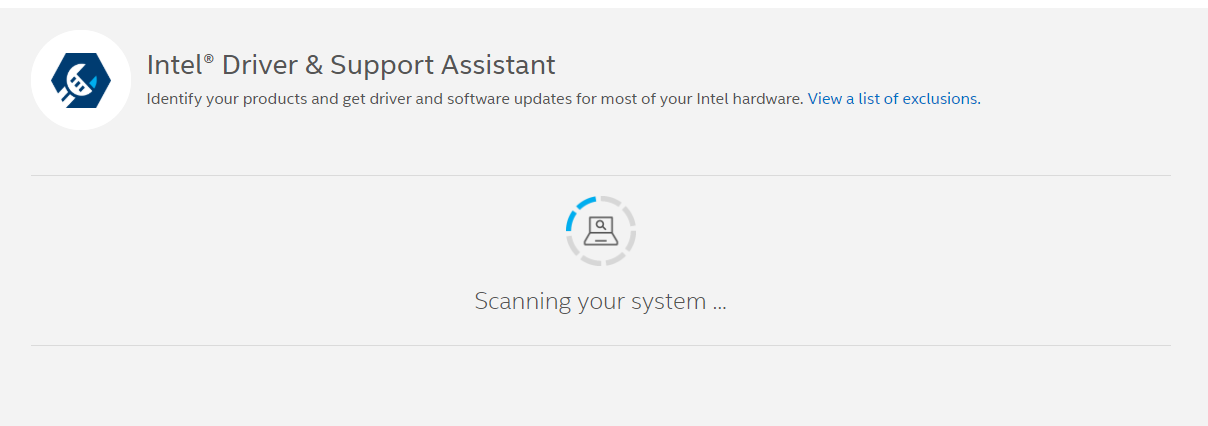 Intel® Driver & Support Assistant
Identify your products and get driver and software updates for most of your Intel hardware. View a list of exclusions.
Scanning your system ...